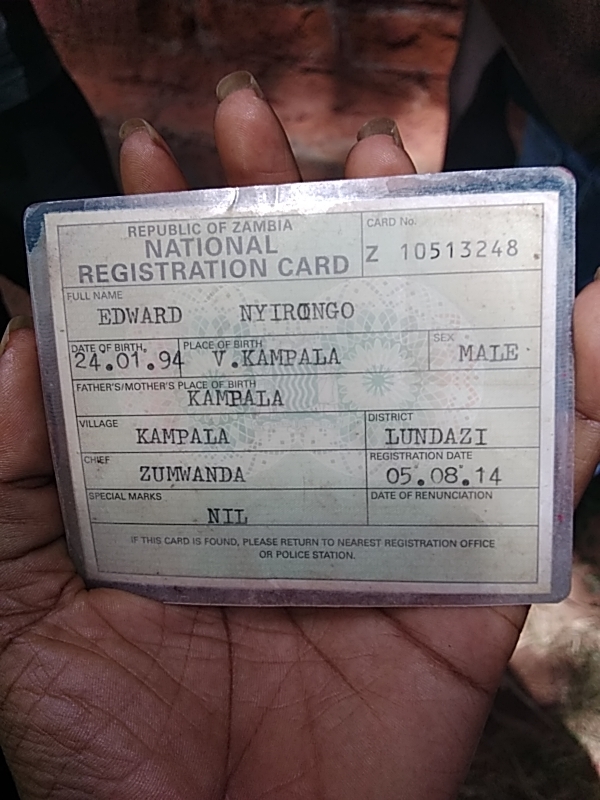 REPUBLIC OF ZAMBIA
NATIONAL
REGISTRATION CARD
CARD No.
Z 10513248
FULL NAME
EDWARD NYIRONGO
DATE OF BIRTH
24.01.94
PLACE OF BIRTH
V.KAMPALA
SEX
MALE
FATHER'S/MOTHER'S PLACE OF BIRTH
KAMPALA
VILLAGE
KAMPALA
DISTRICT
LUNDAZI
CHIEF
ZUMWANDA
REGISTRATION DATE
05.08.14
SPECIAL MARKS
NIL
DATE OF RENUNCIATION
IF THIS CARD IS FOUND, PLEASE RETURN TO NEAREST REGISTRATION OFFICE
OR POLICE STATION.